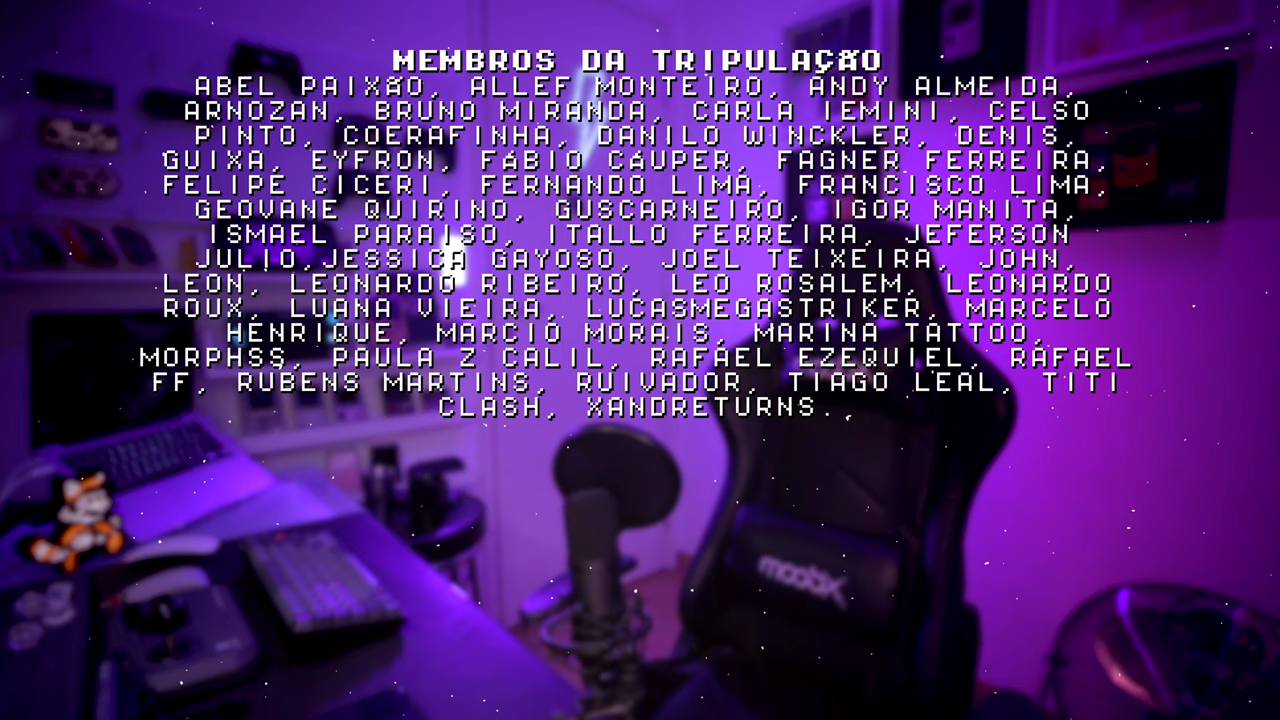 MEMBROS DA TRIPULAÇÃO
ABEL PAIXÃO, ALLEF MONTEIRO, ANDY ALMEIDA,
ARNOZAN, BRUNO MIRANDA, CARLA IEMINI, CELSO
PINTO, COERAFINHA, DANILO WINCKLER, DENIS,
GUIXA, EYFRON, FÁBIO CÁUPER, FAGNER FERREIRA,
FELIPE CICERI, FERNANDO LIMA, FRANCISCO LIMA,
GEOVANE QUIRINO, GUSCARNEIRO, IGOR MANITA,
ISMAEL PARAISO, ITALLO FERREIRA, JEFERSON
JULIO,JESSICA GAYOSO, JOEL TEIXEIRA, JOHN,
LEON, LEONARDO RIBEIRO, LEO ROSALEM, LEONARDO
ROUX, LUANA VIEIRA, LUCASMEGASTRIKER, MARCELO
HENRIQUE, MARCIO MORAIS, MARINA TATTOO,
MORPHSS, PAULA Z CALIL, RAFAEL EZEQUIEL, RAFAEL
FF, RUBENS MARTINS, RUIVADOR, TIAGO LEAL, TITI
CLASH, XANDRETURNS.
moobx